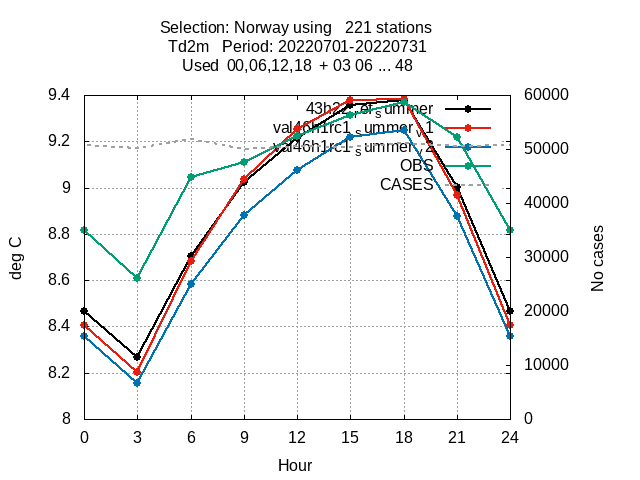 Selection: Norway using   221 stations
Td2m   Period: 20220701-20220731
Used  00,06,12,18  + 03 06 ... 48
9.4
9.2
9
8.8
8.6
8.4
8.2
8
deg C
60000
50000
40000
30000
20000
10000
0
No cases
val46h1rc1_summer_v1
val46h1rc1_summer_v2
OBS
CASES
0 3 6 9 12 15 18 21 24
Hour